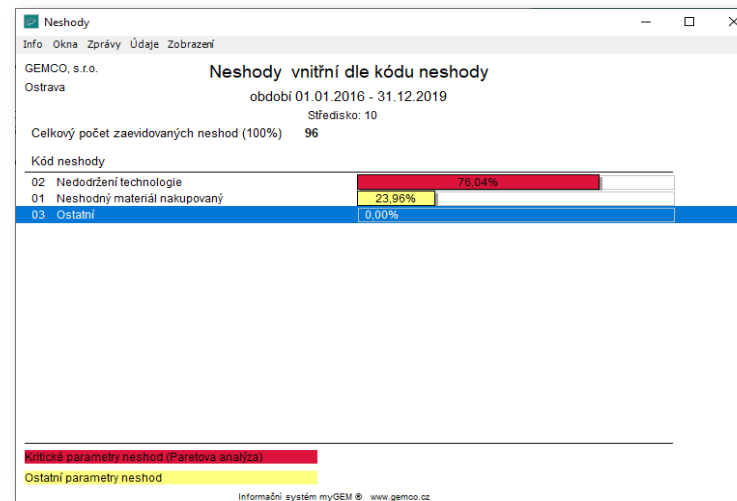 Neshody
Info Okna Zprávy Údaje Zobrazení
GEMCO, s.r.o.
Neshody vnitřní dle kódu neshody
Ostrava
období 01.01.2016 - 31.12.2019
Středisko: 10
Celkový počet zaevidovaných neshod (100%) 96
Kód neshody
02 Nedodržení technologie 76,04%
01 Neshodný materiál nakupovaný 23,96%
03 Ostatní 0,00%
Kritické parametry neshod (Paretova analýza)
Ostatní parametry neshod
Informační systém myGEM ® www.gemco.cz